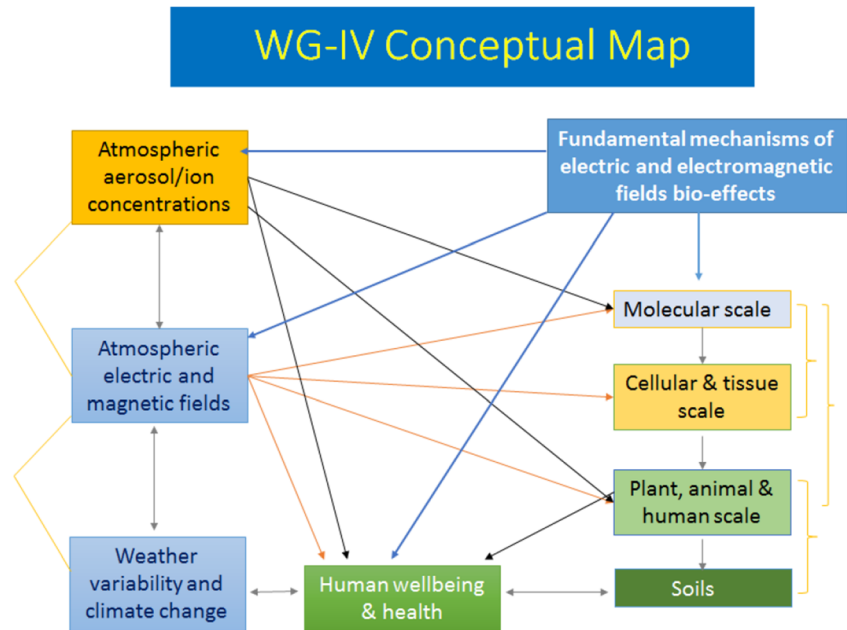 WG-IV Conceptual Map
Atmospheric
aerosol/ion
concentrations
Fundamental mechanisms of
electric and electromagnetic
fields bio-effects
Atmospheric
electric and
magnetic fields
Molecular scale
Cellular & tissue
scale
Plant, animal &
human scale
Weather
variability and
climate change
Human wellbeing
& health
Soils